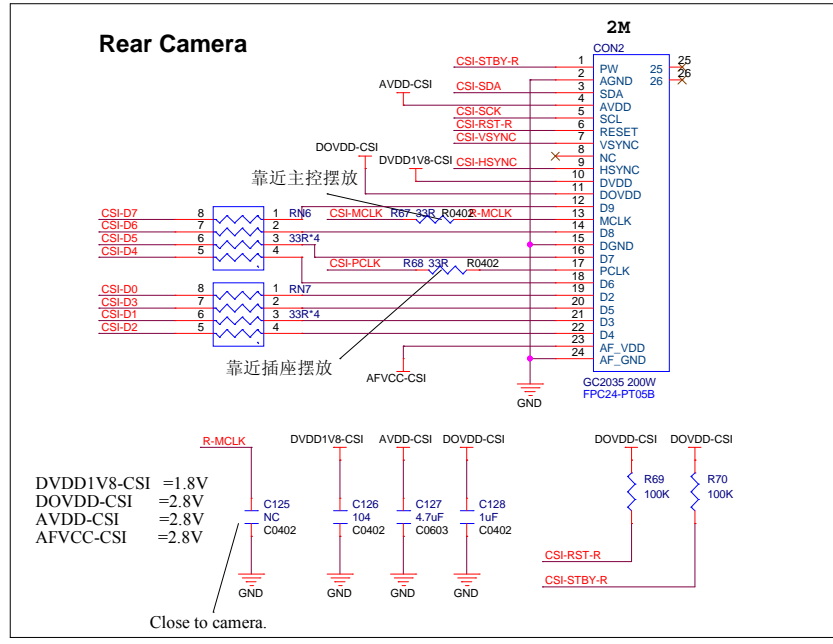 2M
Rear Camera
CON2
CSI-STBY-R 1 PW 25 25
2 AGND 26 26
AVDD-CSI
CSI-SDA 3 SDA
4 AVDD
CSI-SCK 5 SCL
CSI-RST-R 6 RESET
CSI-VSYNC 7 VSYNC
DOVDD-CSI
8 NC
DVDD1V8-CSI
CSI-HSYNC 9 HSYNC
10 DVDD
靠近主控摆放
11 DOVDD
12 D9
CSI-D7 8 1 RN6
CSI-MCLK R67 33R R0402 R-MCLK 13 MCLK
CSI-D6 7 2 14 D8
CSI-D5 6 3 33R*4 15 DGND
CSI-D4 5 4 16 D7
CSI-PCLK R68 33R R0402 17 PCLK
18 D6
CSI-D0 8 1 RN7 19 D2
CSI-D3 7 2 20 D5
CSI-D1 6 3 33R*4 21 D3
CSI-D2 5 4 22 D4
23 AF_VDD
24 AF_GND
靠近插座摆放
AFVCC-CSI
GND
GC2035 200W
FPC24-PT05B
R-MCLK
DVDD1V8-CSI AVDD-CSI DOVDD-CSI
DOVDD-CSI DOVDD-CSI
DVDD1V8-CSI =1.8V
DOVDD-CSI =2.8V
AVDD-CSI =2.8V
AFVCC-CSI =2.8V
C125
NC
C0402
C126
104
C0402
C127
4.7uF
C0603
C128
1uF
C0402
R69
100K
R70
100K
CSI-RST-R
CSI-STBY-R
GND GND GND GND
Close to camera.